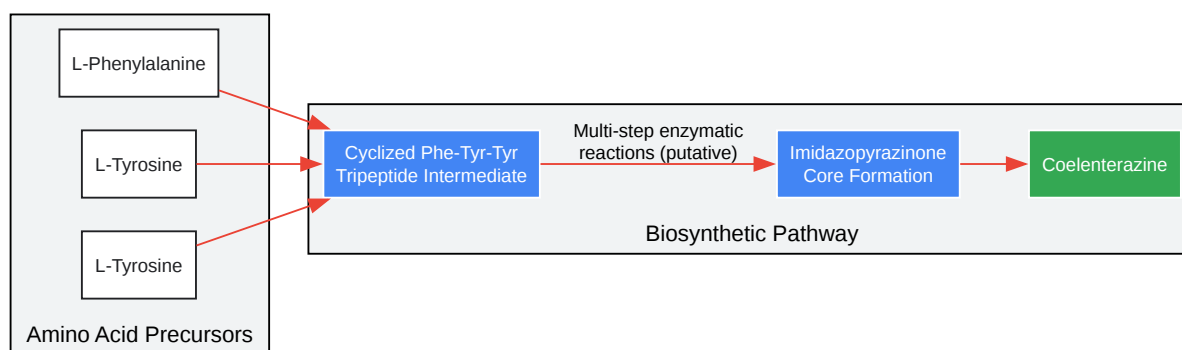 L-Phenylalanine
L-Tyrosine
L-Tyrosine
Amino Acid Precursors
Cyclized Phe-Tyr-Tyr
Tripeptide Intermediate
Multi-step enzymatic
reactions (putative)
Imidazopyrazinone
Core Formation
Coelenterazine
Biosynthetic Pathway